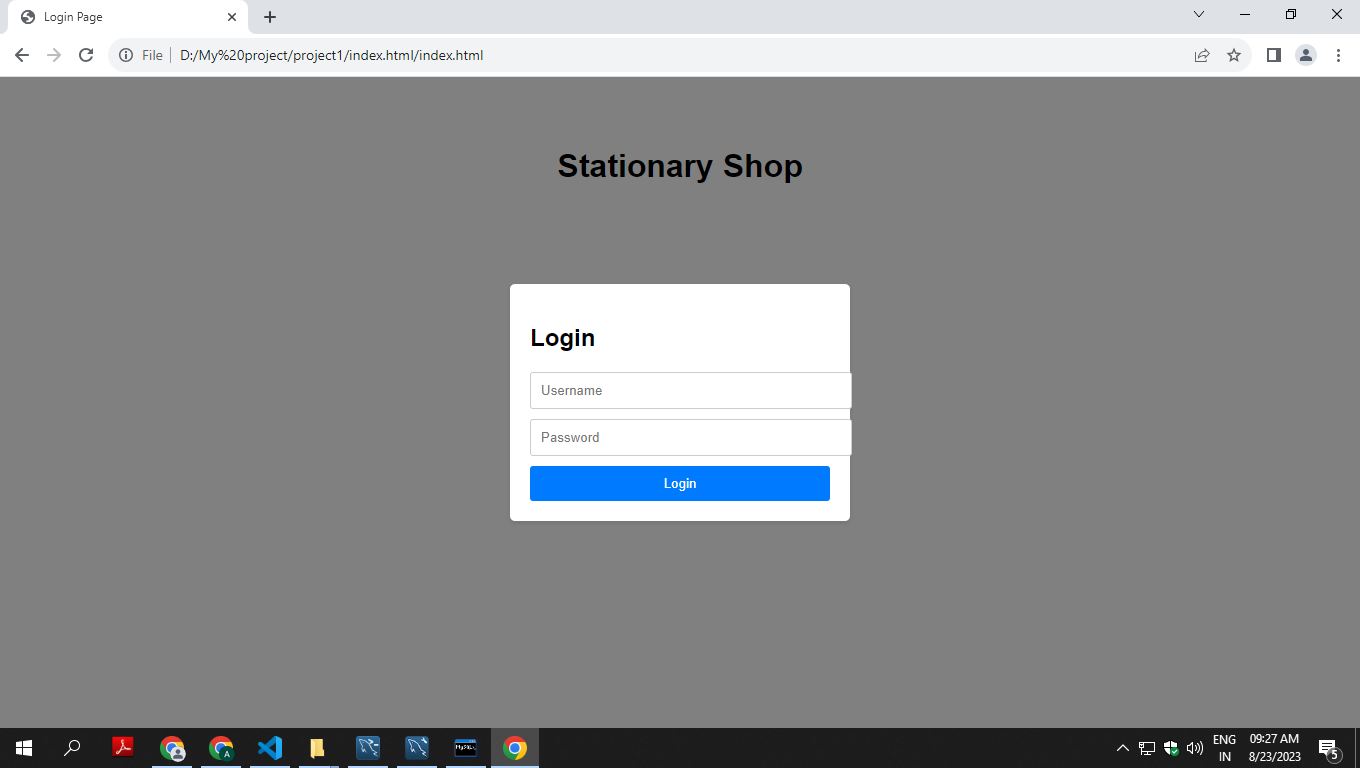 Login Page
File
D:/My%20project/project1/index.html/index.html
Stationary Shop
Login
Username
Password
Login
A
MySQL
ENG
IN
09:27 AM
8/23/2023
5